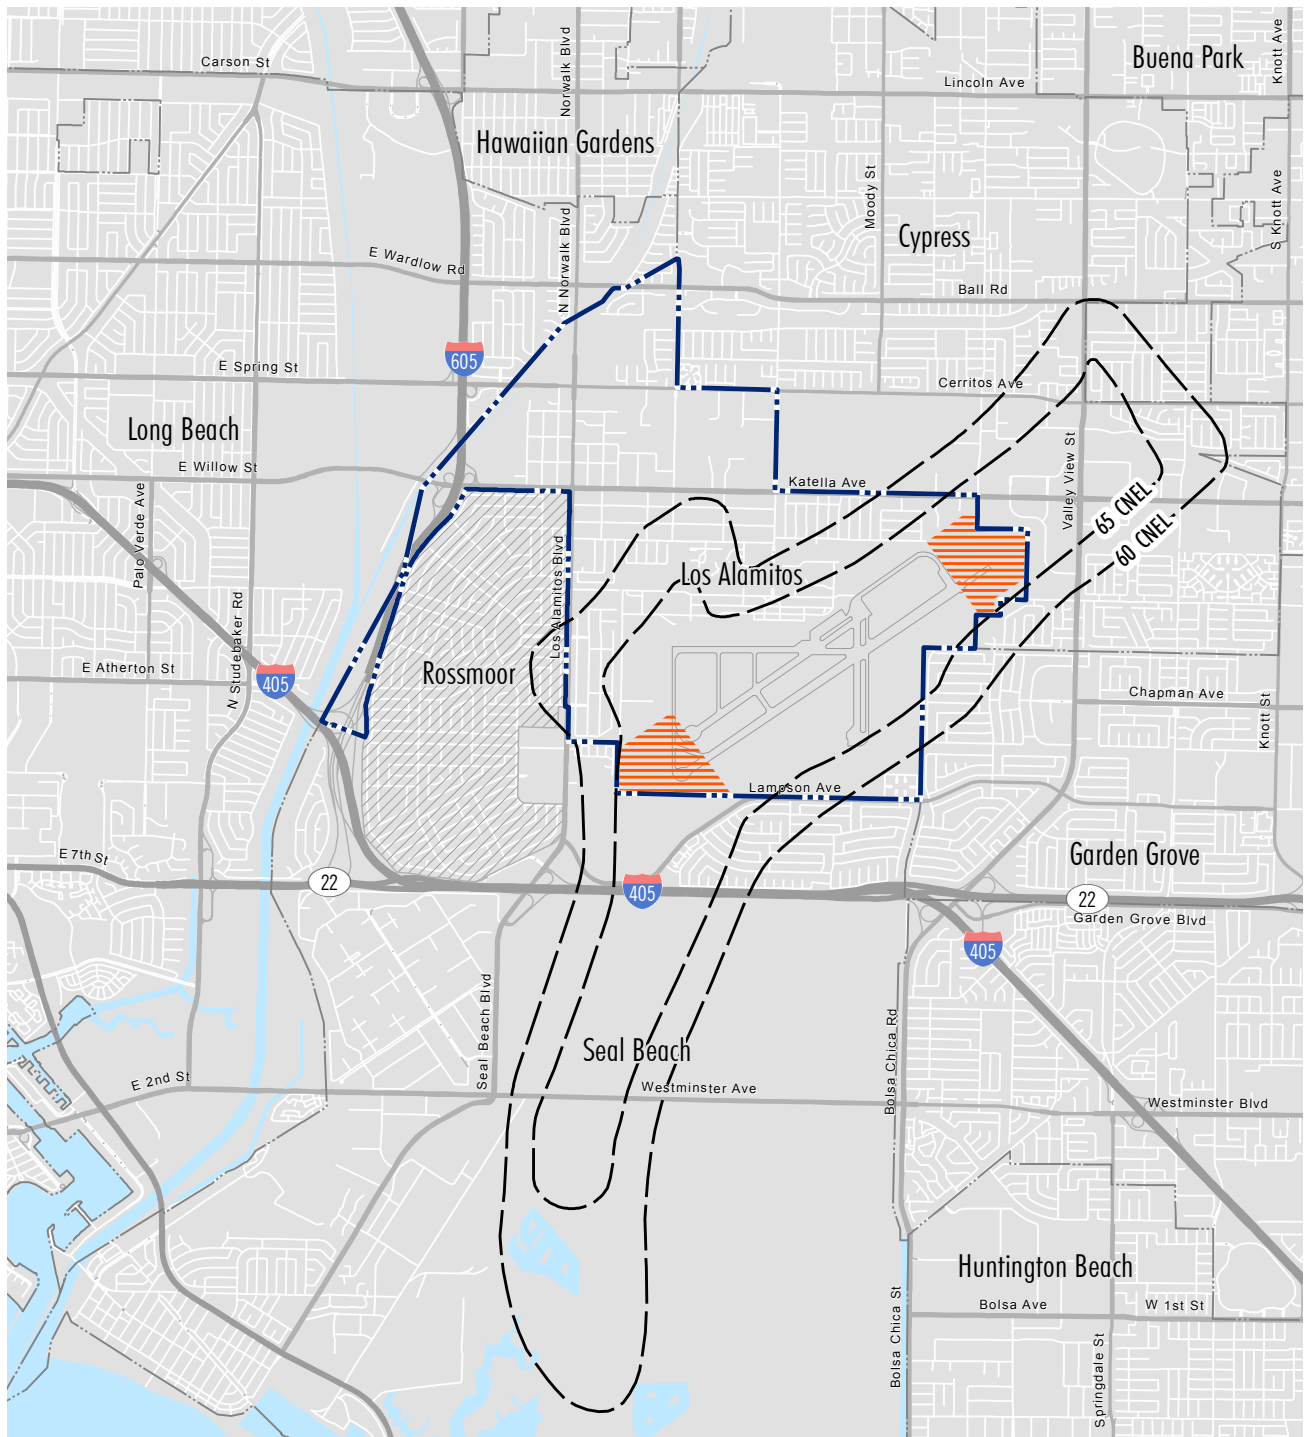 Buena Park
Knott Ave
Carson St
Norwalk Blvd
Lincoln Ave
Hawaiian Gardens
Moody St
S Knott Ave
Cypress
N Norwalk Blvd
E Wardlow Rd
Ball Rd
605
E Spring St
Cerritos Ave
Long Beach
E Willow St
Katella Ave
Valley View St
65 CNEL
60 CNEL
Palo Verde Ave
Los Alamitos Blvd
Los Alamitos
N Studebaker Rd
E Atherton St
405
Rossmoor
Chapman Ave
Knott St
Lampson Ave
E 7th St
22
405
Garden Grove
22
Garden Grove Blvd
405
Seal Beach Blvd
Seal Beach
Bolsa Chica Rd
E 2nd St
Westminster Ave
Westminster Blvd
Huntington Beach
Bolsa Chica St
Bolsa Ave
W 1st St
Springdale St